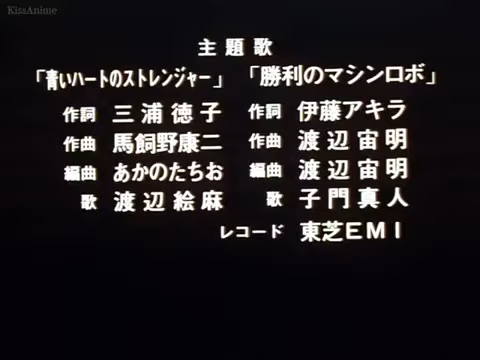 KissAnime
主題歌
「青いハートのストレンジャー」 「勝利のマシンロボ」
作詞 三浦徳子 作詞 伊藤アキラ
作曲 馬飼野康二 作曲 渡辺宙明
編曲 あかのたちお 編曲 渡辺宙明
歌 渡辺絵麻 歌 子門真人
レコード 東芝EMI